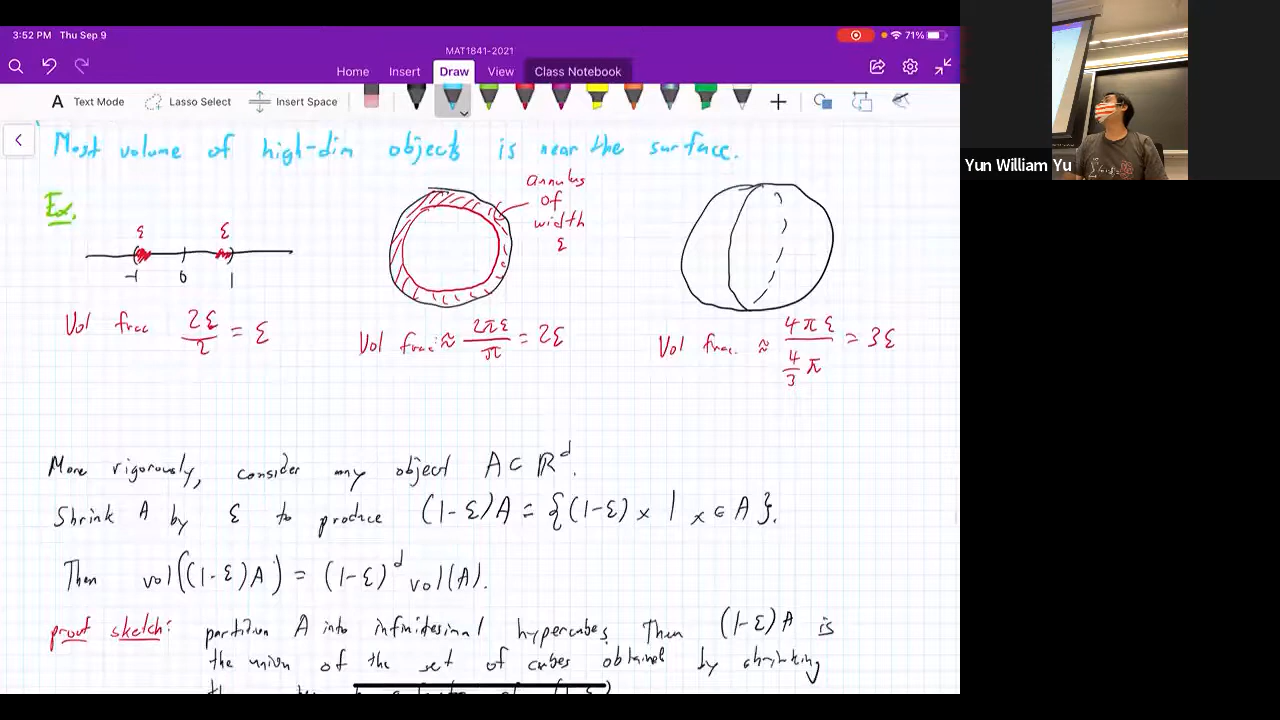 3:52 PM Thu Sep 9
71%
MAT1841-2021
Home Insert Draw View Class Notebook
Text Mode Lasso Select Insert Space
Yun William Yu
Most volume of high-dim objects is near the surface.
Ex.
ε ε
-1 0 1
Vol frac 2ε/2 = ε
annulus
of
width
ε
Vol frac ≈ 2πε/π = 2ε
Vol frac. ≈ 4πε / (4/3 π) = 3ε
More rigorously, consider any object A ⊂ ℝ^d.
Shrink A by ε to produce (1-ε)A = {(1-ε)x | x ∈ A}.
Then vol((1-ε)A) = (1-ε)^d vol(A).
proof sketch: partition A into infinitesimal hypercubes. Then (1-ε)A is
the union of the set of cubes obtained by shrinking